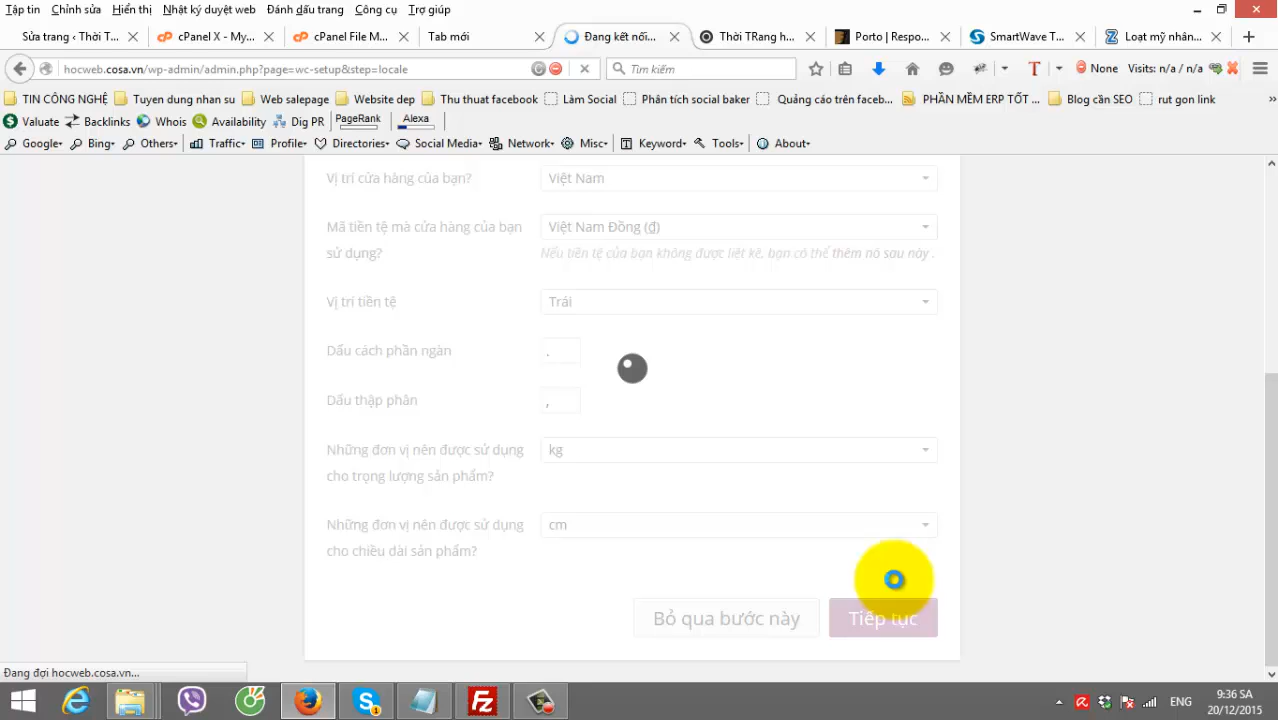 Tập tin Chỉnh sửa Hiển thị Nhật ký duyệt web Đánh dấu trang Công cụ Trợ giúp
Sửa trang ‹ Thời T... cPanel X - My... cPanel File M... Tab mới Đang kết nối... Thời TRang h... Porto | Respo... SmartWave T... Loạt mỹ nhân...
hocweb.cosa.vn/wp-admin/admin.php?page=wc-setup&step=locale Tìm kiếm None Visits: n/a / n/a
TIN CÔNG NGHỆ Tuyen dung nhan su Web salepage Website dep Thu thuat facebook Làm Social Phân tích social baker Quảng cáo trên faceb... PHẦN MỀM ERP TỐT ... Blog cần SEO rut gon link
Valuate Backlinks Whois Availability Dig PR PageRank Alexa
Google Bing Others Traffic Profile Directories Social Media Network Misc Keyword Tools About
Vị trí cửa hàng của bạn? Việt Nam
Mã tiền tệ mà cửa hàng của bạn Việt Nam Đồng (₫)
sử dụng? Nếu tiền tệ của bạn không được liệt kê, bạn có thể thêm nó sau này .
Vị trí tiền tệ Trái
Dấu cách phần ngàn .
Dấu thập phân ,
Những đơn vị nên được sử dụng kg
cho trọng lượng sản phẩm?
Những đơn vị nên được sử dụng cm
cho chiều dài sản phẩm?
Bỏ qua bước này Tiếp tục
Đang đợi hocweb.cosa.vn...
ENG 9:36 SA
20/12/2015